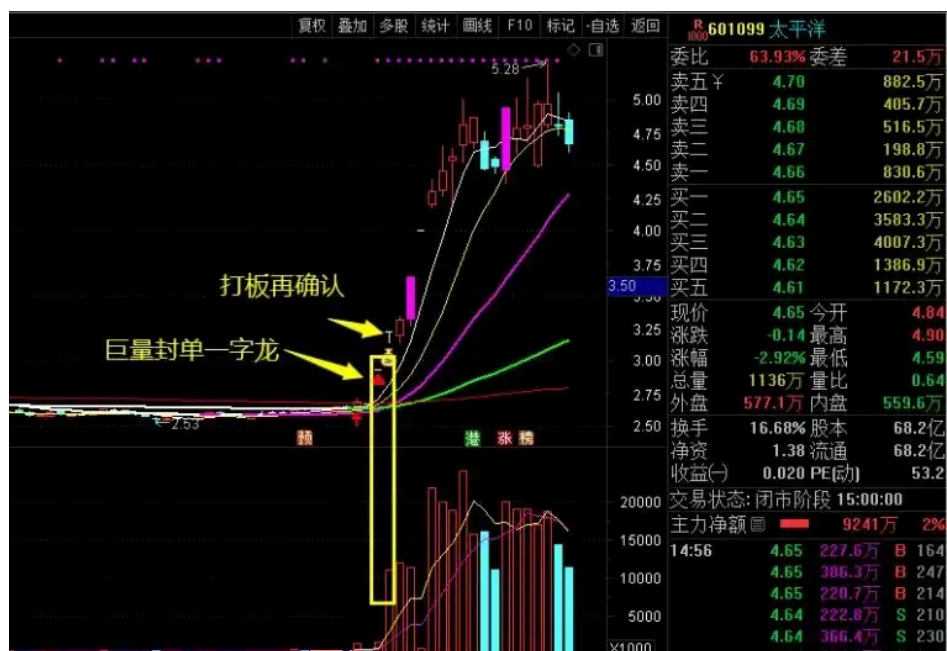 复权 叠加 多股 统计 画线 F10 标记 -自选 返回
R
1000 601099 太平洋
委比 63.93% 委差 21.5万
卖五¥ 4.70 882.5万
卖四 4.69 405.7万
卖三 4.68 516.5万
卖二 4.67 198.8万
卖一 4.66 830.6万
买一 4.65 2602.2万
买二 4.64 3583.3万
买三 4.63 4007.3万
买四 4.62 1386.9万
买五 4.61 1172.3万
现价 4.65 今开 4.84
涨跌 -0.14 最高 4.90
涨幅 -2.92% 最低 4.59
总量 1136万 量比 0.64
外盘 577.1万 内盘 559.6万
换手 16.68% 股本 68.2亿
净资 1.38 流通 68.2亿
收益(一) 0.020 PE(动) 53.2
交易状态: 闭市阶段 15:00:00
主力净额 9241万 2%
14:56 4.65 227.6万 B 164
4.65 386.3万 B 247
4.65 220.7万 B 214
4.64 222.8万 S 210
4.64 366.4万 S 230
5.28
5.00
4.75
4.50
4.25
4.00
3.75
3.50
3.25
3.00
2.75
2.50
打板再确认
T
巨量封单一字龙
2.53
预 港 涨 榜
20000
15000
10000
5000
X1000